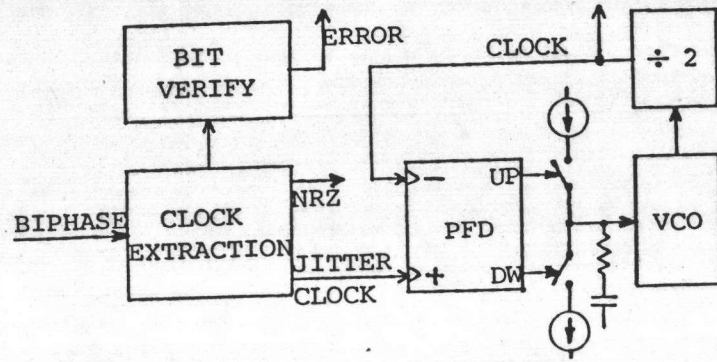 ERROR
CLOCK
÷ 2
BIT
VERIFY
- UP
NRZ
BIPHASE
CLOCK
EXTRACTION
PFD
VCO
JITTER
CLOCK
+ DW